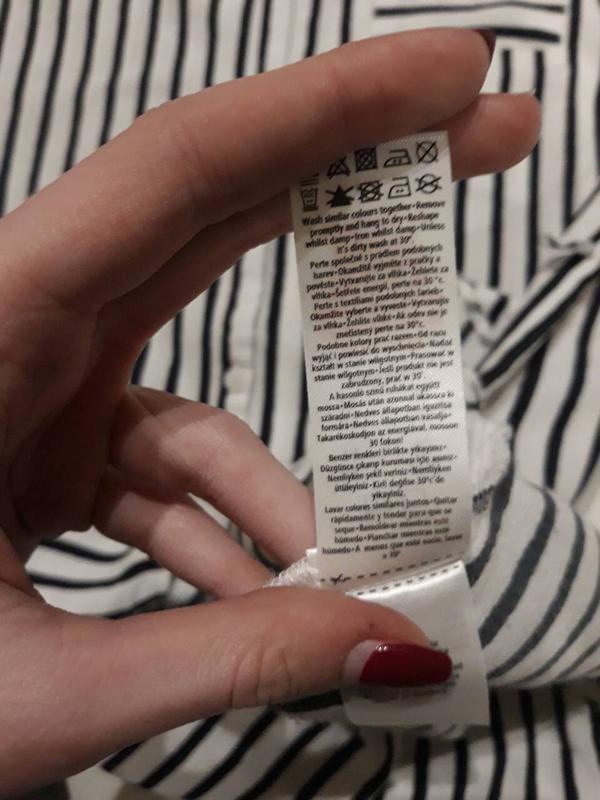 Wash similar colours together•Remove
promptly and hang to dry•Reshape
whilst damp•Iron whilst damp•Unless
it's dirty wash at 30°.
Perte společně s prádlem podobných
barev•Okamžitě vyjměte z pračky a
pověste•Vytvarujte za vlhka•Žehlete za
vlhka•Šetřete energii, perte na 30 °c.
Perte s textíliami podobných farieb•
Okamžite vyberte a vyveste•Vytvarujte
za vlhka•Žehlite vlhké•Ak odev nie je
znečistený perte na 30°c.
Podobne kolory prać razem•Od razu
wyjąć i powiesić do wyschnięcia•Nadać
kształt w stanie wilgotnym•Prasować w
stanie wilgotnym•Jeśli produkt nie jest
zabrudzony, prać w 30°.
A hasonló színű ruhákat együtt
mossa•Mosás után azonnal akassza ki
száradni•Nedves állapotban igazítsa
formára•Nedves állapotban vasalja•
Takarékoskodjon az energiával, mosson
30 fokon!
Benzer renkleri birlikte yıkayınız•
Düzgünce çıkarıp kuruması için asınız•
Nemliyken şekil veriniz•Nemliyken
ütüleyiniz•Kirli değilse 30°c'de
yıkayınız.
Lavar colores similares juntos•Quitar
rápidamente y tender para que se
seque•Remoldear mientras esté
húmedo•Planchar mientras esté
húmedo•A menos que esté sucio, lavar
a 30°